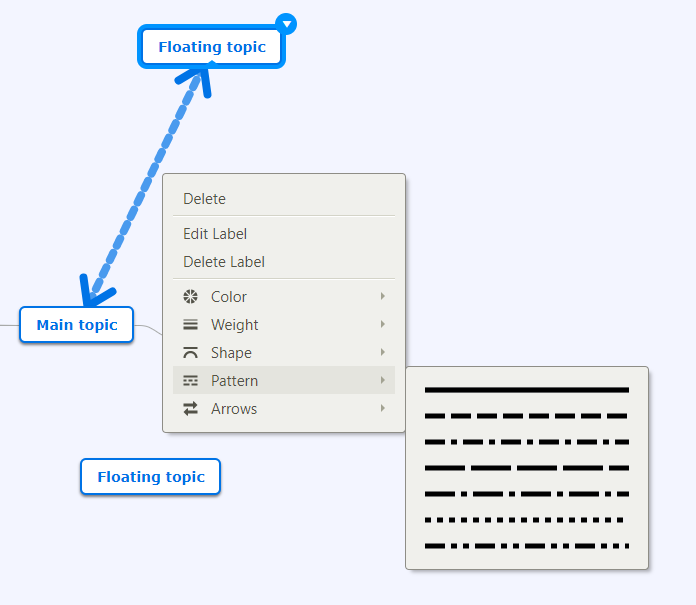 Floating topic
Delete
Edit Label
Delete Label
Color
Weight
Shape
Pattern
Arrows
Main topic
Floating topic